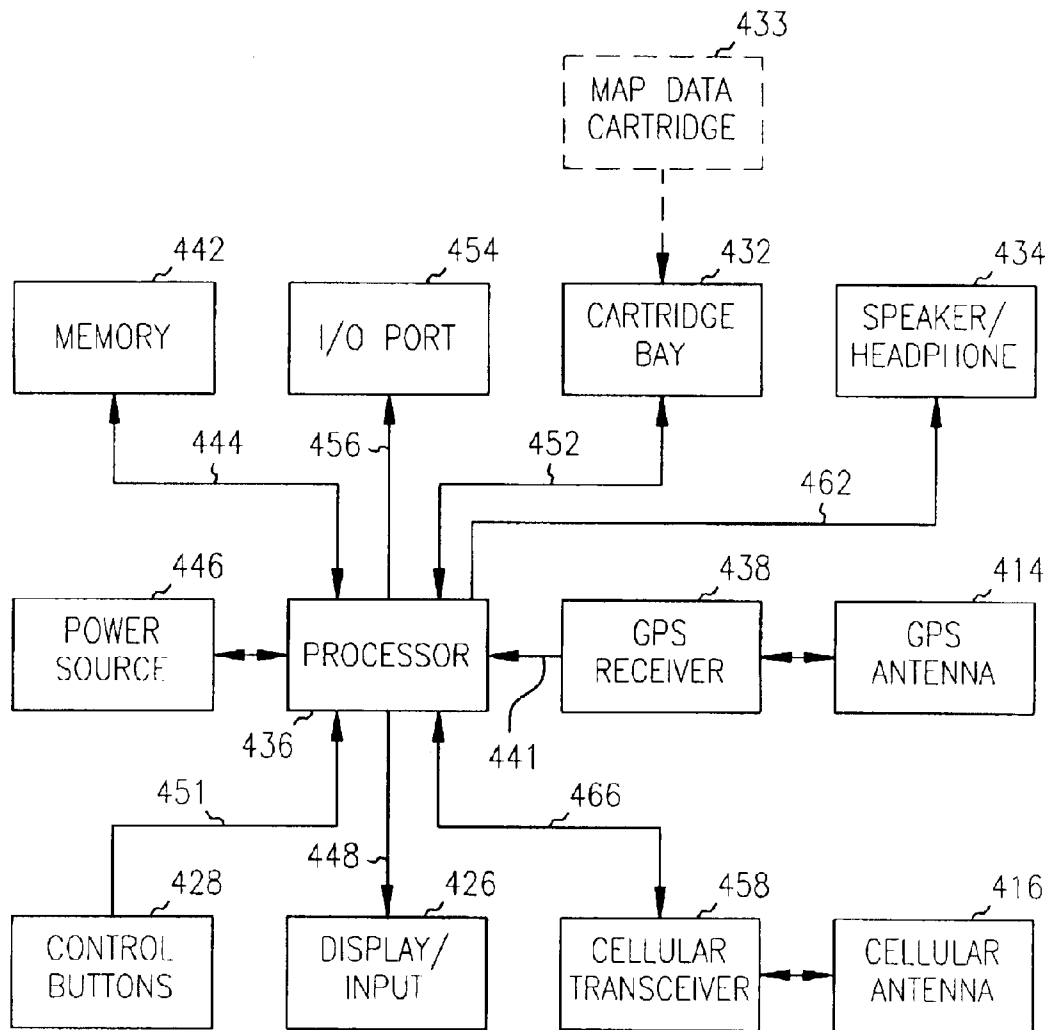 433
MAP DATA
CARTRIDGE
442
454
432
434
MEMORY
I/O PORT
CARTRIDGE
BAY
SPEAKER/
HEADPHONE
444
456
452
462
446
438
414
POWER
SOURCE
PROCESSOR
GPS
RECEIVER
GPS
ANTENNA
436
441
451
466
448
428
426
458
416
CONTROL
BUTTONS
DISPLAY/
INPUT
CELLULAR
TRANSCEIVER
CELLULAR
ANTENNA